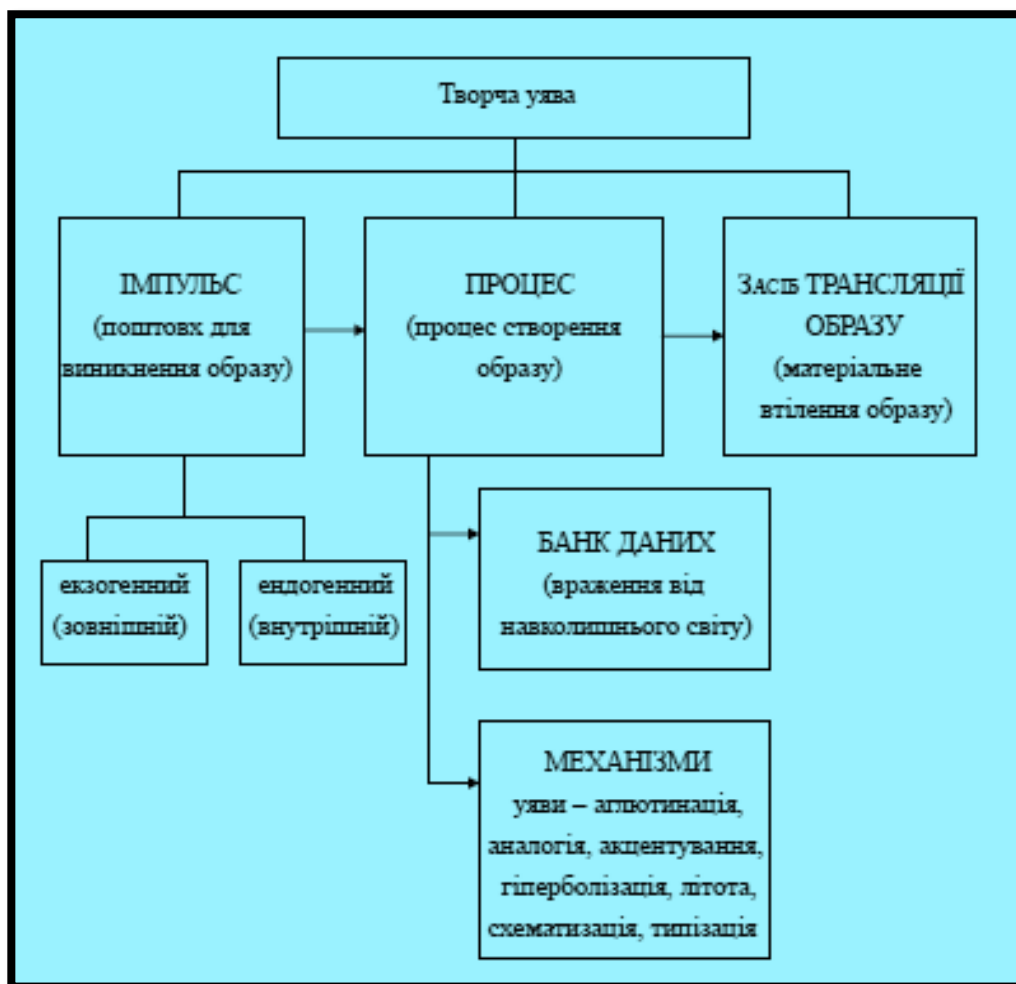 Творча уява
ІМПУЛЬС
(поштовх для
виникнення образу)
ПРОЦЕС
(процес створення
образу)
ЗАСІБ ТРАНСЛЯЦІЇ
ОБРАЗУ
(матеріальне
втілення образу)
екзогенний
(зовнішній)
ендогенний
(внутрішній)
БАНК ДАНИХ
(враження від
навколишнього світу)
МЕХАНІЗМИ
уяви – аглютинація,
аналогія, акцентування,
гіперболізація, літота,
схематизація, типізація